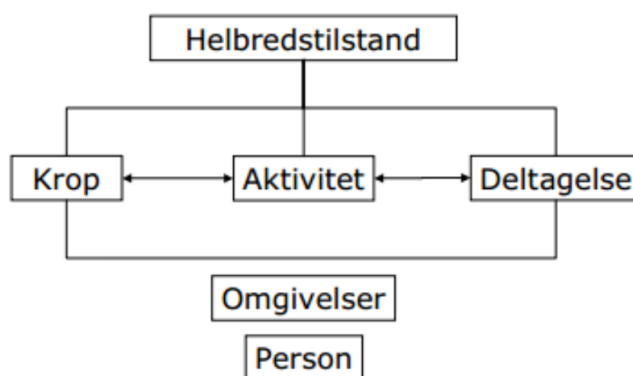 Helbredstilstand
Krop
Aktivitet
Deltagelse
Omgivelser
Person